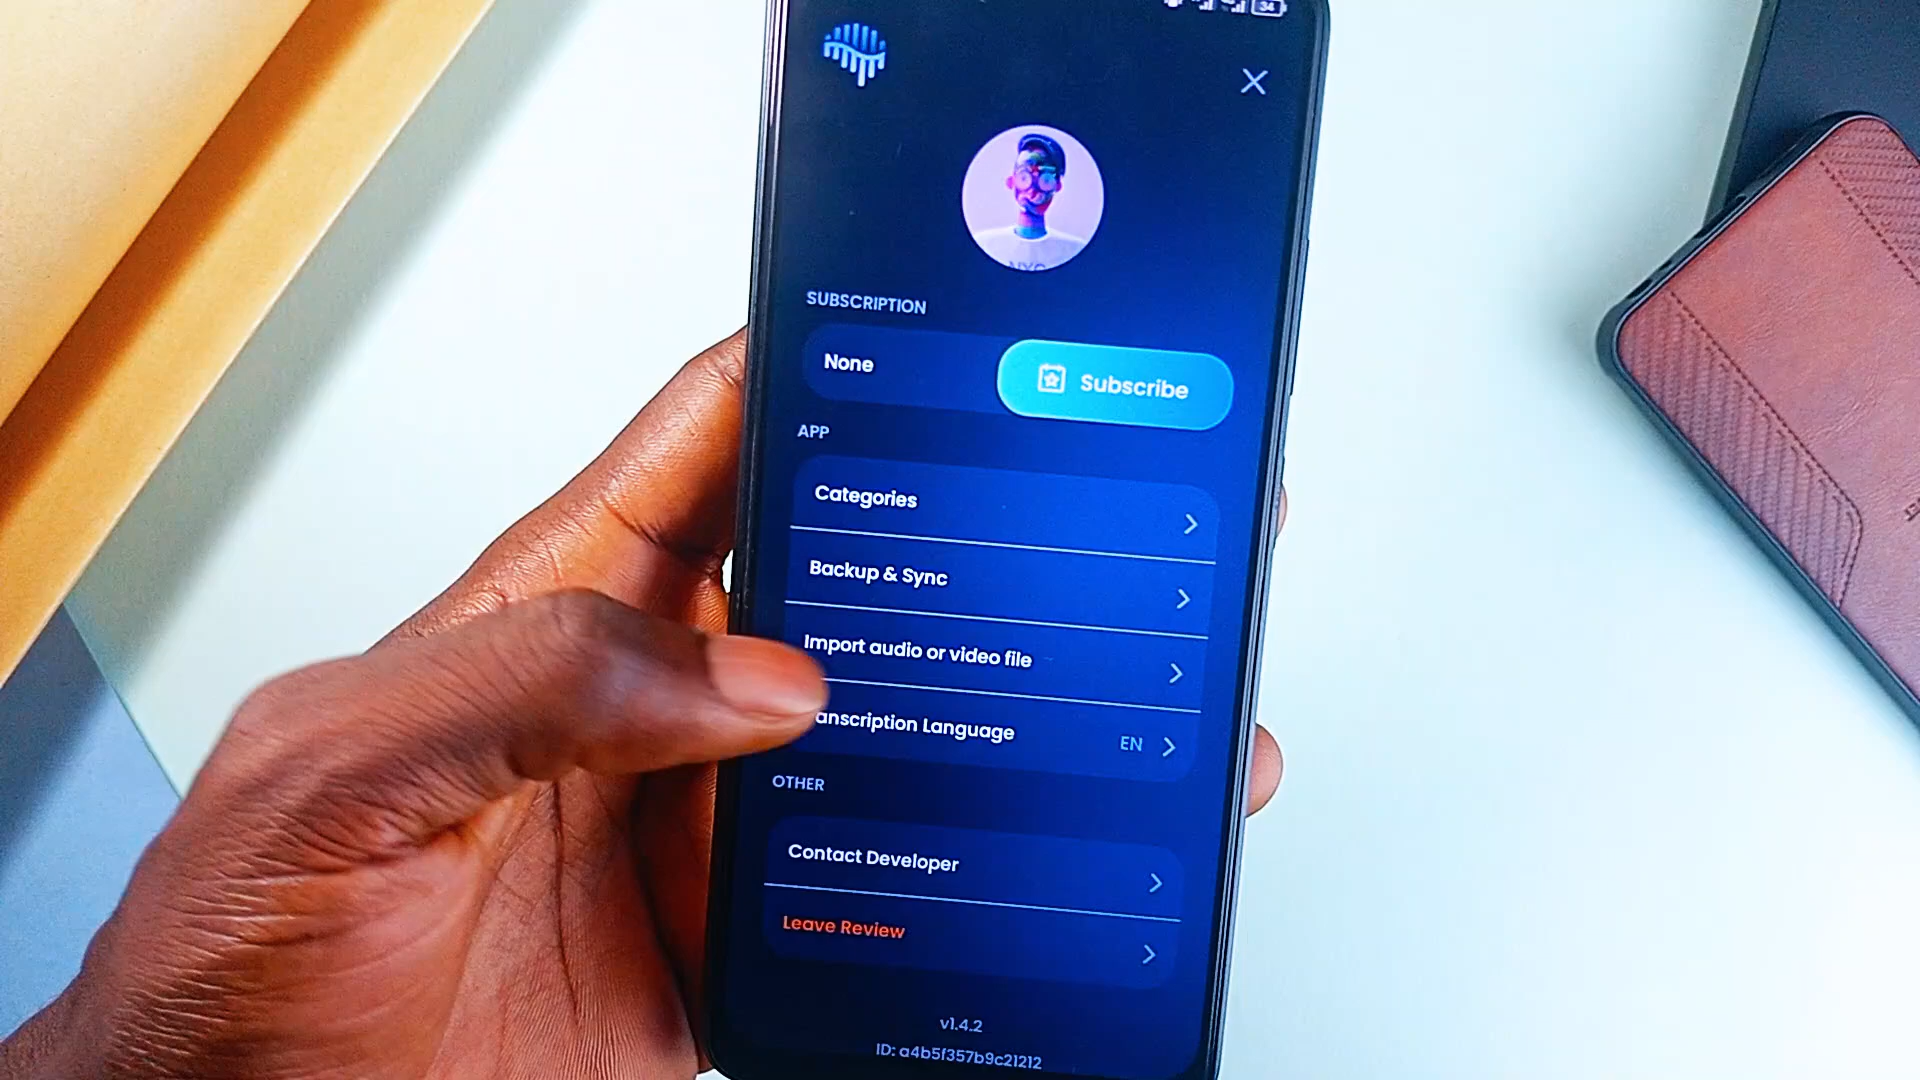 34
SUBSCRIPTION
None
Subscribe
APP
Categories
Backup & Sync
Import audio or video file
anscription Language
EN
OTHER
Contact Developer
Leave Review
v1.4.2
ID: a4b5f357b9c21212